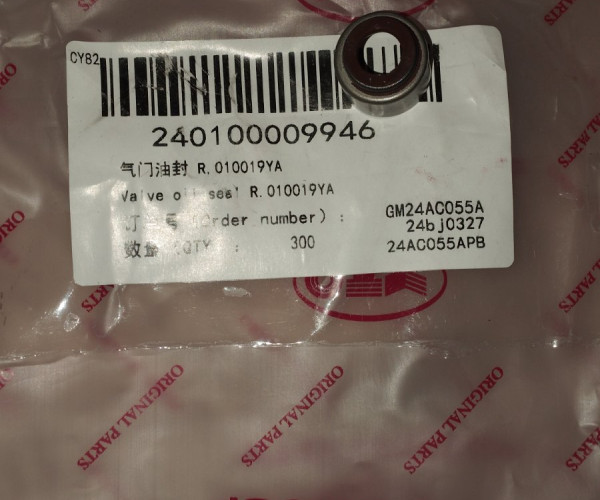 CY82
240100009946
气门油封 R.010019YA
Valve oil seal R.010019YA
(Order number) : GM24AC055A
24bj0327
数量 QTY : 300 24AC055APB
ORIGINAL PARTS
ORIGINAL PARTS
ORIGINAL PARTS
ORIGINAL PARTS
ORIGINAL PARTS